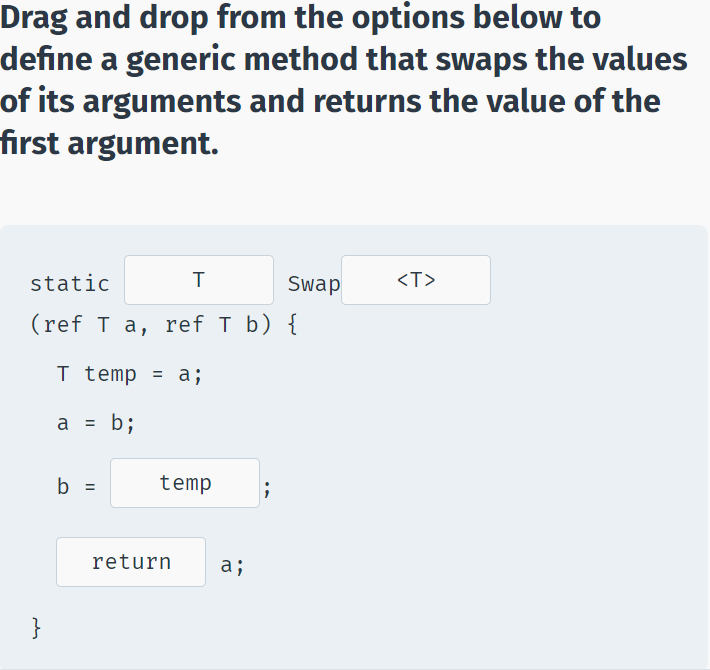 Drag and drop from the options below to
define a generic method that swaps the values
of its arguments and returns the value of the
first argument.
static T Swap<T>
(ref T a, ref T b) {
T temp = a;
a = b;
b = temp;
return a;
}